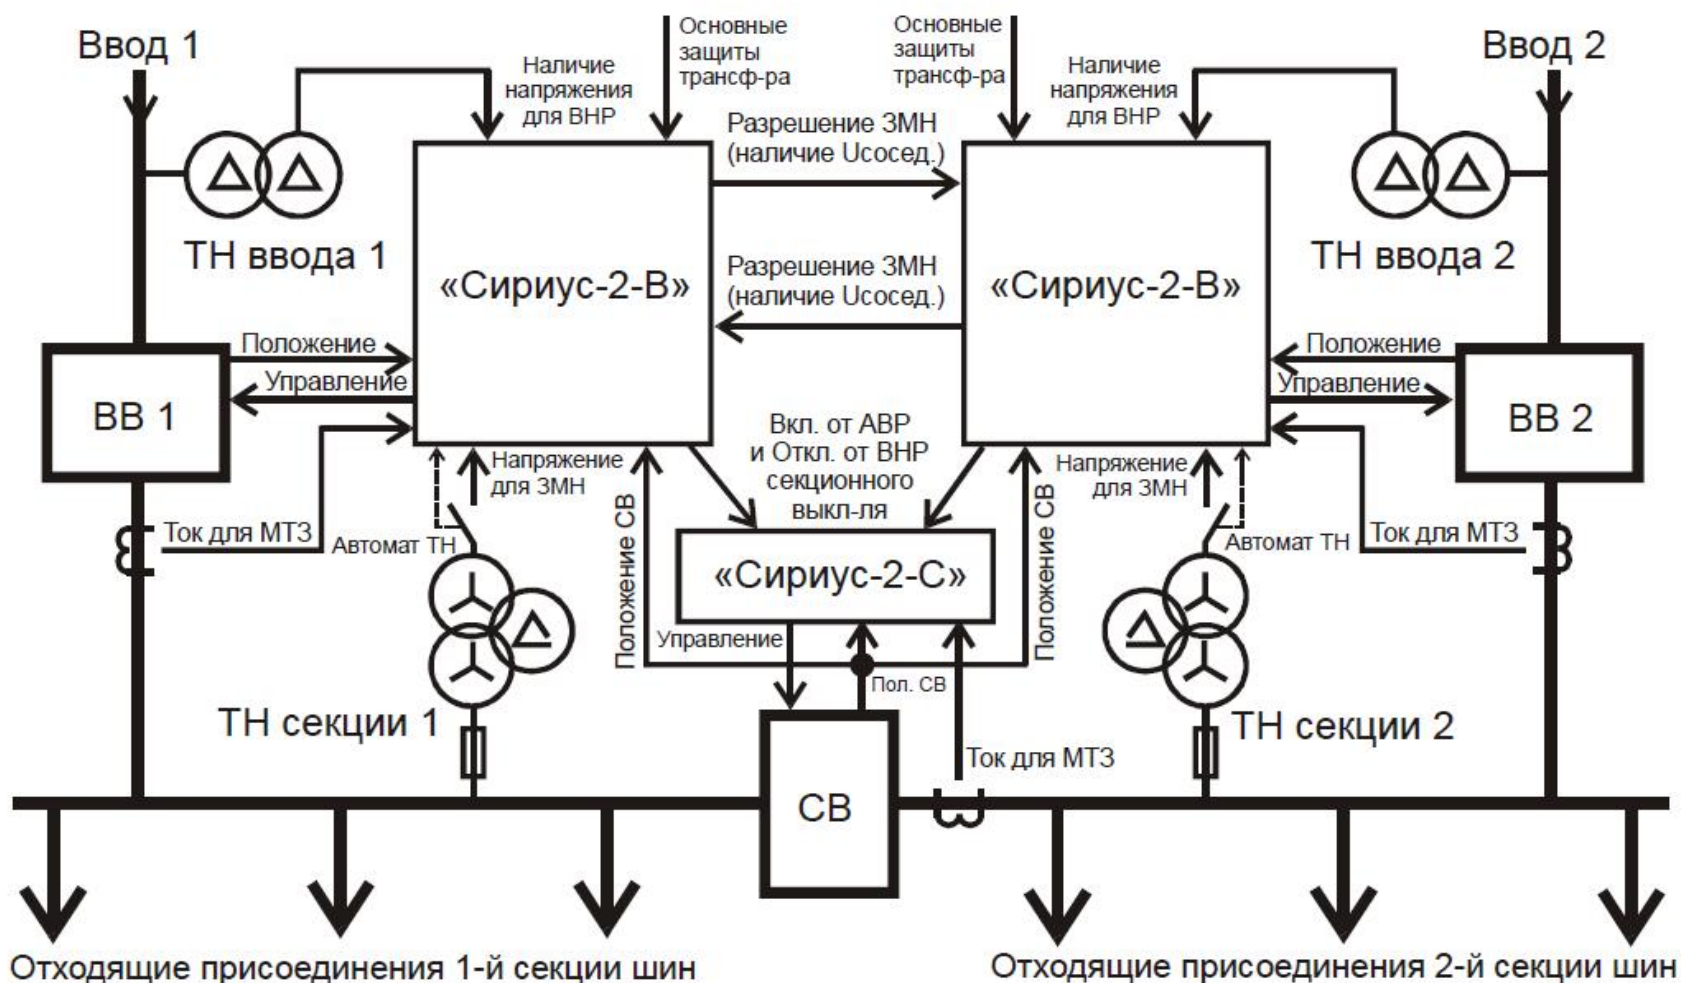 Ввод 1
Наличие
напряжения
для ВНР
Основные
защиты
трансф-ра
Основные
защиты
трансф-ра
Наличие
напряжения
для ВНР
Ввод 2
Разрешение ЗМН
(наличие Uсосед.)
ТН ввода 1
ТН ввода 2
«Сириус-2-В»
Разрешение ЗМН
(наличие Uсосед.)
«Сириус-2-В»
Положение
Управление
ВВ 1
Положение
Управление
ВВ 2
Вкл. от АВР
и Откл. от ВНР
секционного
выкл-ля
Напряжение
для ЗМН
Напряжение
для ЗМН
Ток для МТЗ
Автомат ТН
Положение СВ
Положение СВ
Автомат ТН
Ток для МТЗ
«Сириус-2-С»
Управление
Пол. СВ
ТН секции 1
ТН секции 2
Ток для МТЗ
СВ
Отходящие присоединения 1-й секции шин
Отходящие присоединения 2-й секции шин